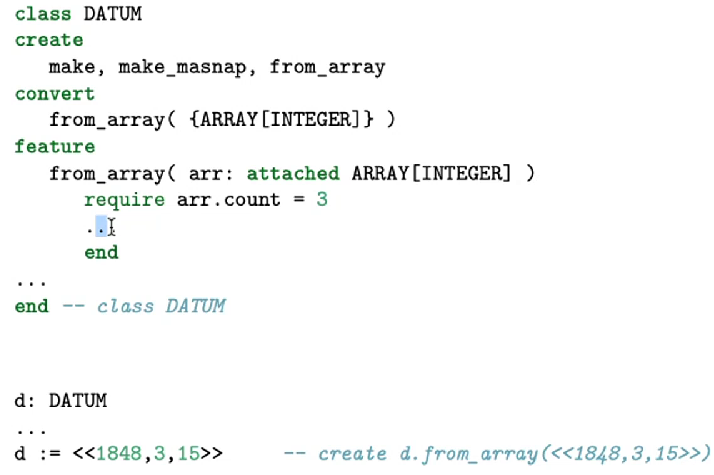 class DATUM
create
make, make_masnap, from_array
convert
from_array( {ARRAY[INTEGER]} )
feature
from_array( arr: attached ARRAY[INTEGER] )
require arr.count = 3
...
end
...
end -- class DATUM
d: DATUM
...
d := <<1848,3,15>> -- create d.from_array(<<1848,3,15>>)